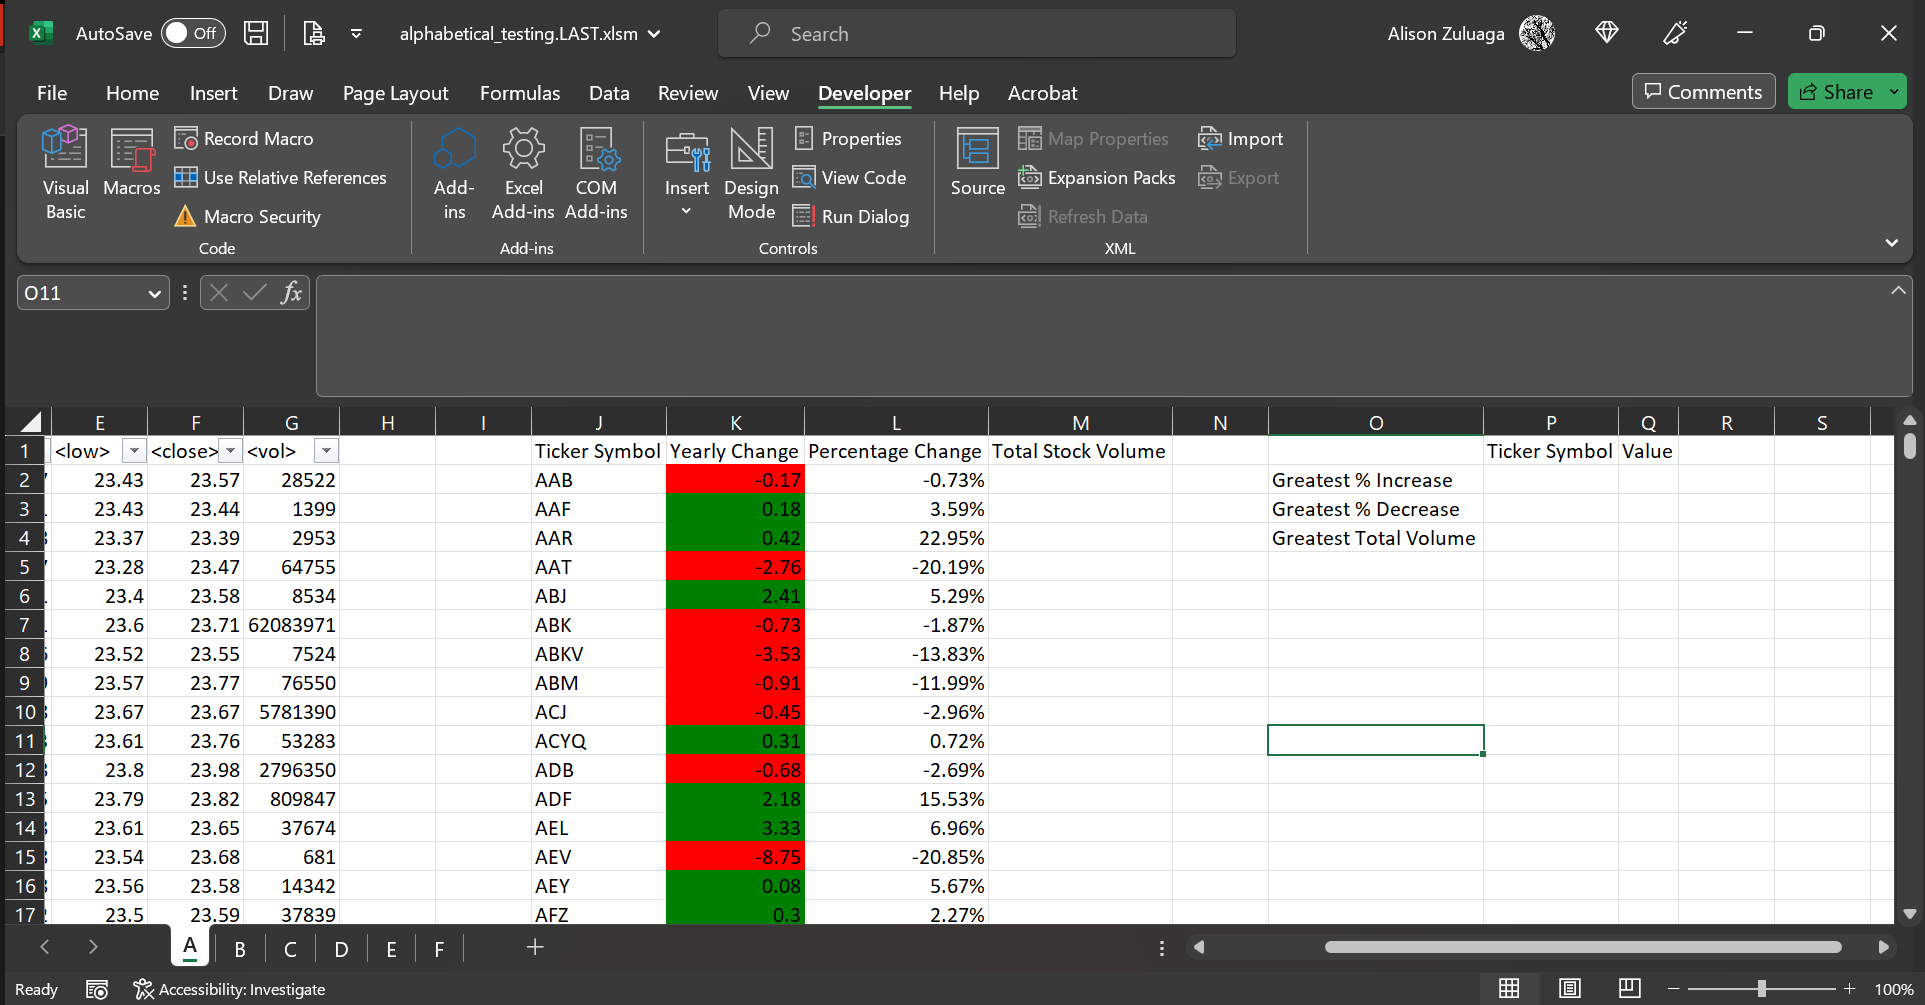 AutoSave Off alphabetical_testing.LAST.xlsm Search Alison Zuluaga
File Home Insert Draw Page Layout Formulas Data Review View Developer Help Acrobat Comments Share
Visual Basic
Macros
Record Macro
Use Relative References
Macro Security
Code
Add-ins
Excel Add-ins
COM Add-ins
Add-ins
Insert
Design Mode
Properties
View Code
Run Dialog
Controls
Source
Map Properties
Expansion Packs
Refresh Data
Import
Export
XML
O11 fx
E F G H I J K L M N O P Q R S
1 <low> <close> <vol> Ticker Symbol Yearly Change Percentage Change Total Stock Volume Ticker Symbol Value
2 23.43 23.57 28522 AAB -0.17 -0.73% Greatest % Increase
3 23.43 23.44 1399 AAF 0.18 3.59% Greatest % Decrease
4 23.37 23.39 2953 AAR 0.42 22.95% Greatest Total Volume
5 23.28 23.47 64755 AAT -2.76 -20.19%
6 23.4 23.58 8534 ABJ 2.41 5.29%
7 23.6 23.71 62083971 ABK -0.73 -1.87%
8 23.52 23.55 7524 ABKV -3.53 -13.83%
9 23.57 23.77 76550 ABM -0.91 -11.99%
10 23.67 23.67 5781390 ACJ -0.45 -2.96%
11 23.61 23.76 53283 ACYQ 0.31 0.72%
12 23.8 23.98 2796350 ADB -0.68 -2.69%
13 23.79 23.82 809847 ADF 2.18 15.53%
14 23.61 23.65 37674 AEL 3.33 6.96%
15 23.54 23.68 681 AEV -8.75 -20.85%
16 23.56 23.58 14342 AEY 0.08 5.67%
17 23.5 23.59 37839 AFZ 0.3 2.27%
A B C D E F
Ready Accessibility: Investigate 100%